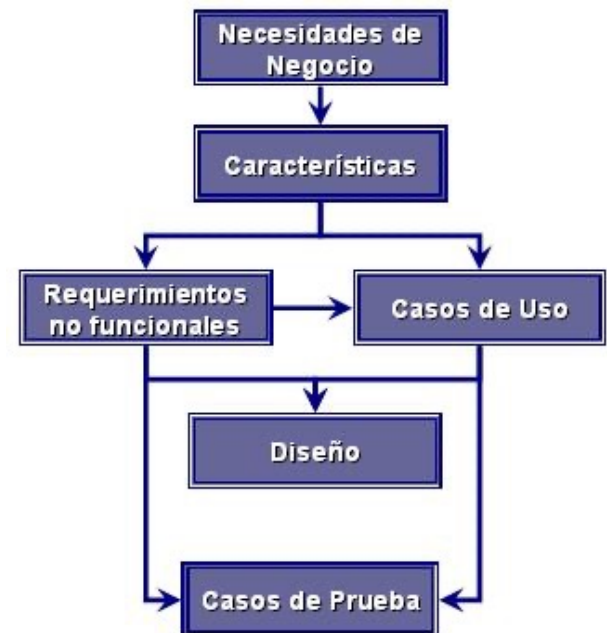 Necesidades de
Negocio
Características
Requerimientos
no funcionales
Casos de Uso
Diseño
Casos de Prueba